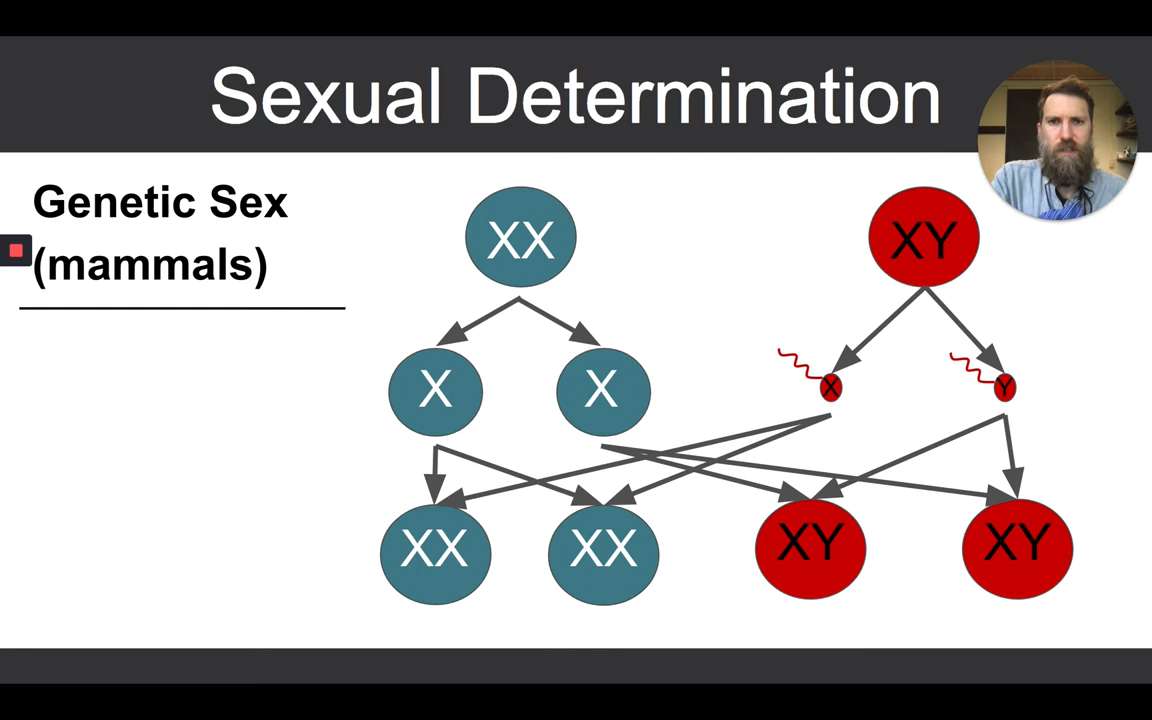 Sexual Determination
Genetic Sex
(mammals)
XX
XY
X
X
X
Y
XX
XX
XY
XY